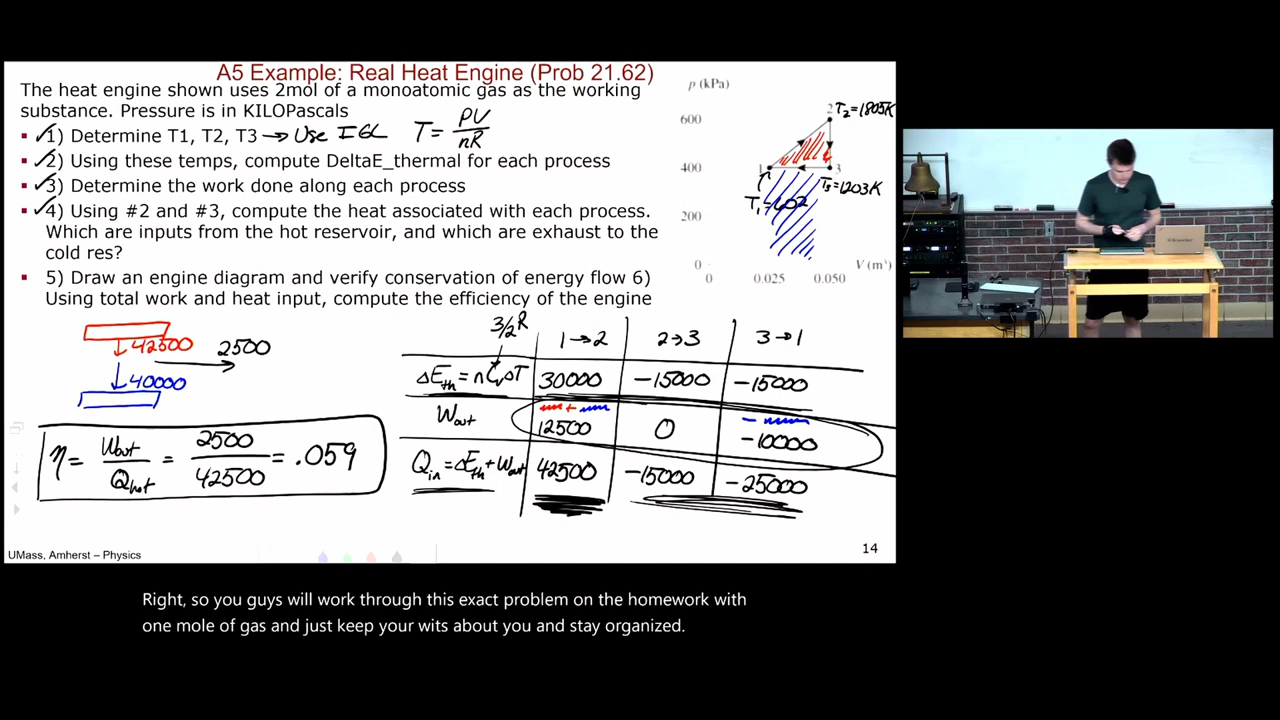 A5 Example: Real Heat Engine (Prob 21.62)
The heat engine shown uses 2mol of a monoatomic gas as the working
substance. Pressure is in KILOPascals
✓1) Determine T1, T2, T3 → Use IGL T = PV/nR
✓2) Using these temps, compute DeltaE_thermal for each process
✓3) Determine the work done along each process
✓4) Using #2 and #3, compute the heat associated with each process.
Which are inputs from the hot reservoir, and which are exhaust to the
cold res?
5) Draw an engine diagram and verify conservation of energy flow 6)
Using total work and heat input, compute the efficiency of the engine
p (kPa)
2 T2=1805K
600
400
1 3
T3=1203K
T1=602
200
0
0 0.025 0.050 V (m³)
↓42500 2500
↓40000
η = Wout/Qhot = 2500/42500 = .059
3/2R
1→2 2→3 3→1
ΔEth = nCvΔT 30000 -15000 -15000
+ -
Wout 12500 0 -10000
Qin = ΔEth + Wout 42500 -15000 -25000
UMass, Amherst – Physics
14
Right, so you guys will work through this exact problem on the homework with
one mole of gas and just keep your wits about you and stay organized.